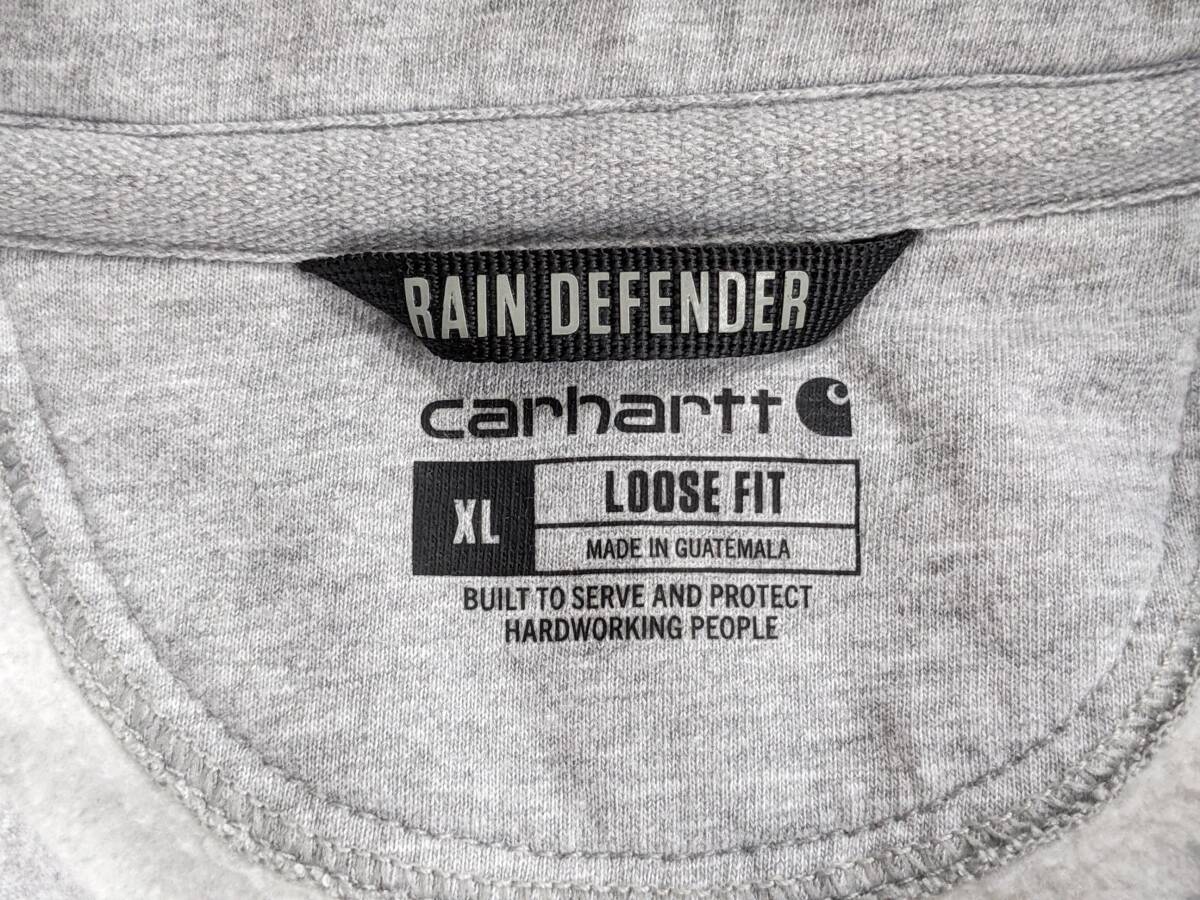 RAIN DEFENDER
carhartt
XL
LOOSE FIT
MADE IN GUATEMALA
BUILT TO SERVE AND PROTECT
HARDWORKING PEOPLE